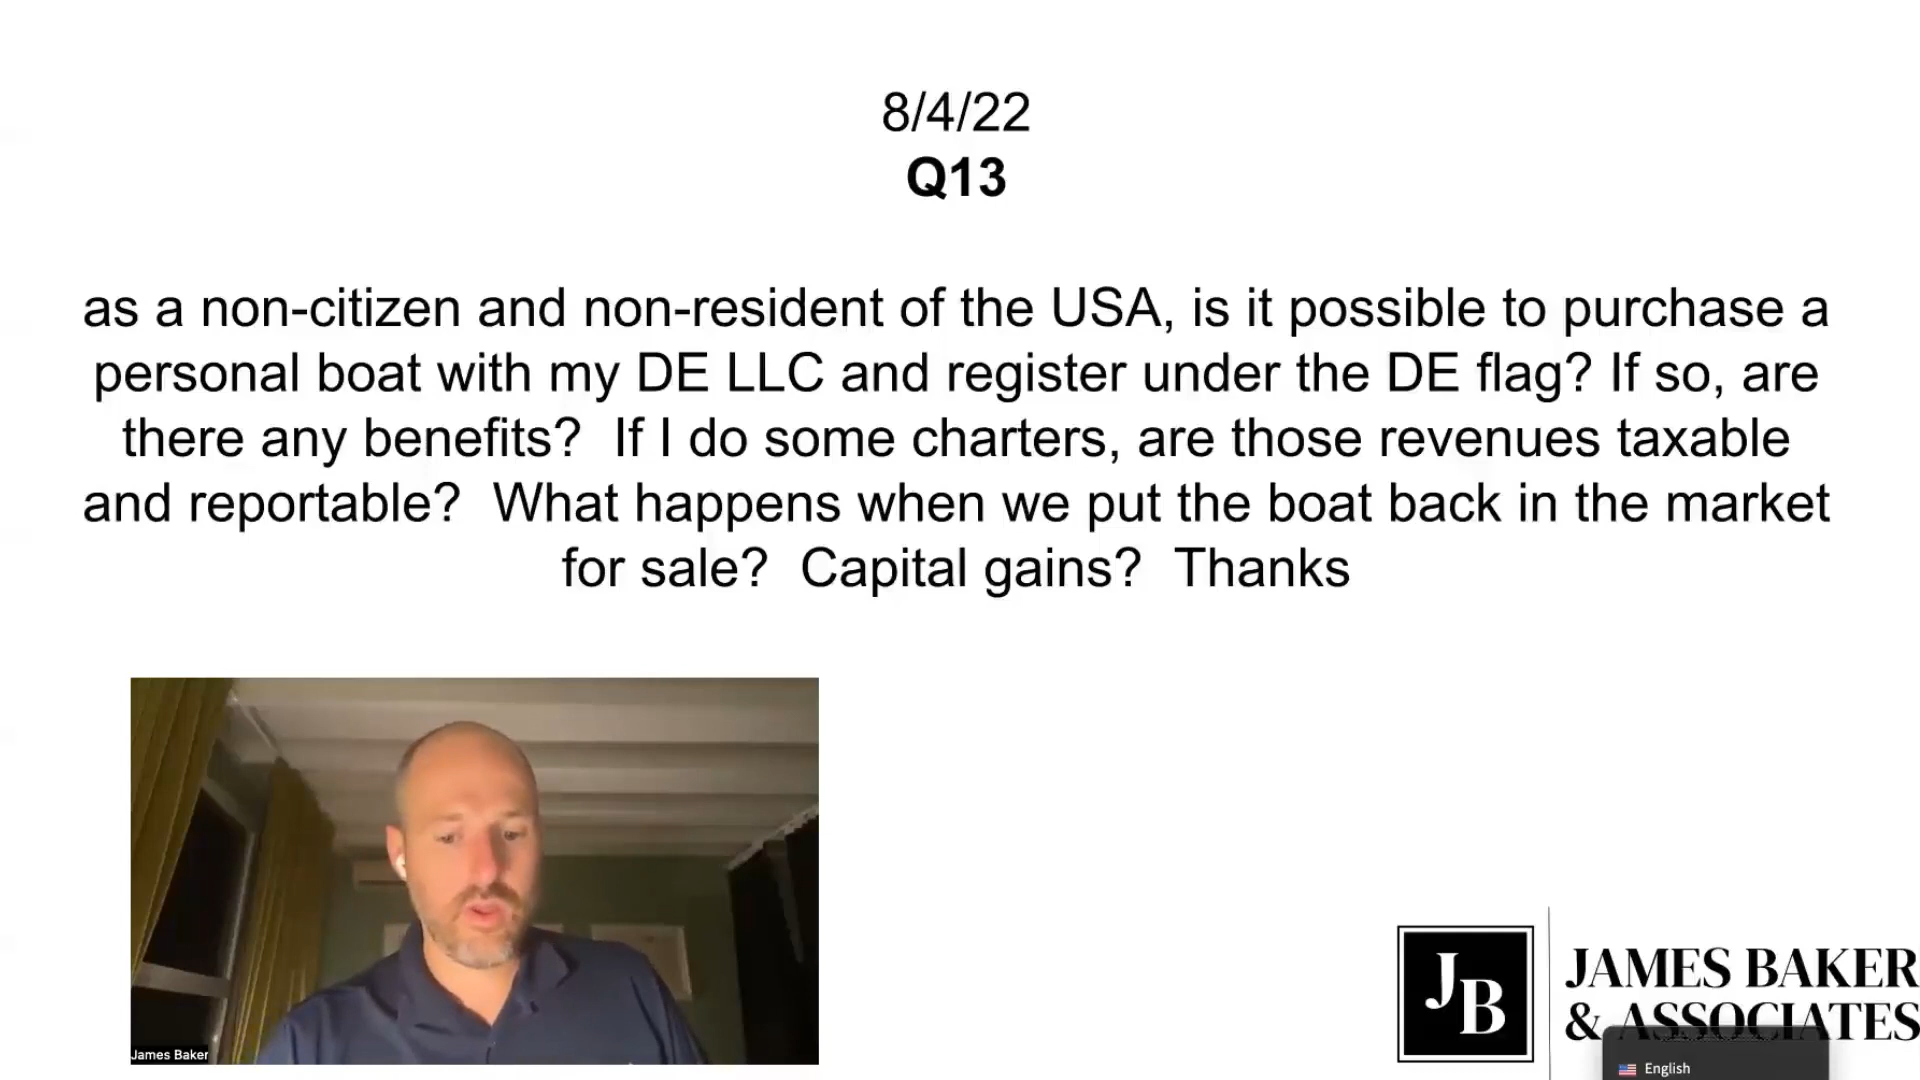 8/4/22
Q13
as a non-citizen and non-resident of the USA, is it possible to purchase a
personal boat with my DE LLC and register under the DE flag? If so, are
there any benefits?  If I do some charters, are those revenues taxable
and reportable?  What happens when we put the boat back in the market
for sale?  Capital gains?  Thanks
James Baker
JB
JAMES BAKER
& ASSOCIATES
English